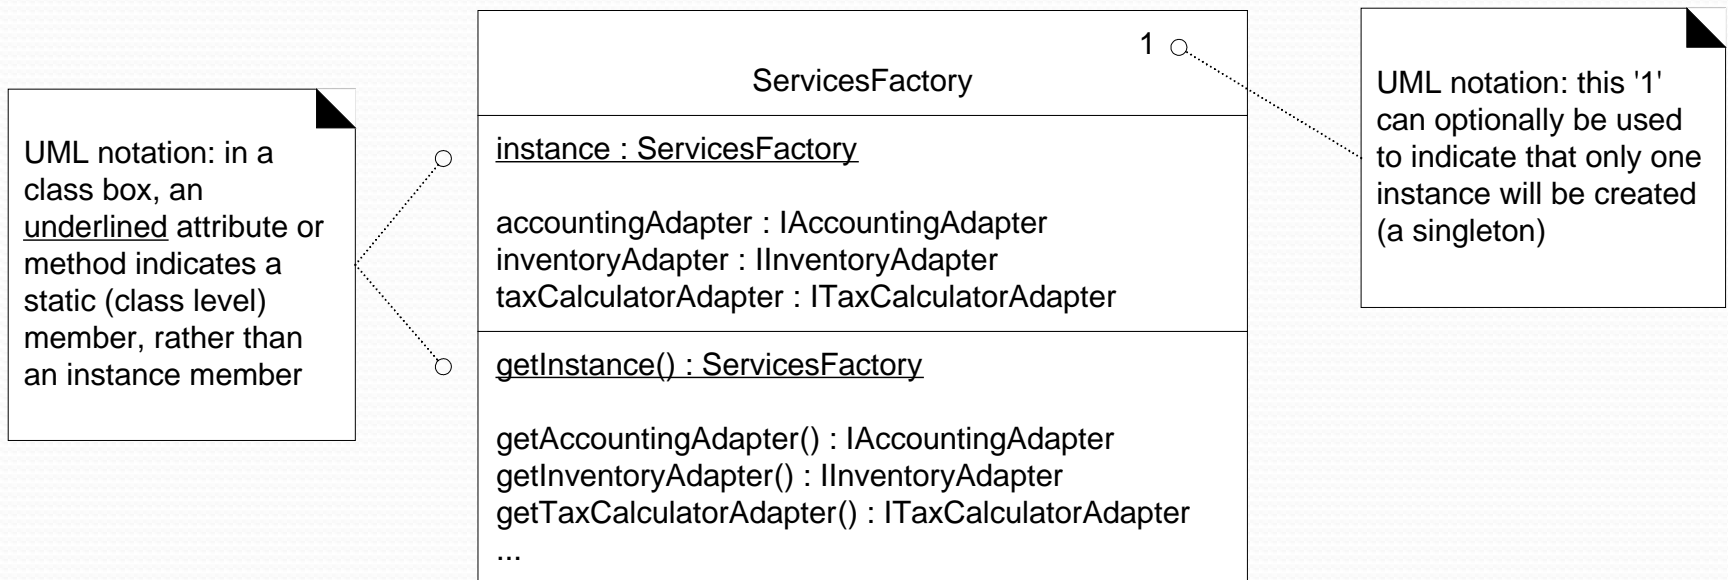 UML notation: in a
class box, an
underlined attribute or
method indicates a
static (class level)
member, rather than
an instance member
1
ServicesFactory
instance : ServicesFactory
accountingAdapter : IAccountingAdapter
inventoryAdapter : IInventoryAdapter
taxCalculatorAdapter : ITaxCalculatorAdapter
getInstance() : ServicesFactory
getAccountingAdapter() : IAccountingAdapter
getInventoryAdapter() : IInventoryAdapter
getTaxCalculatorAdapter() : ITaxCalculatorAdapter
...
UML notation: this '1'
can optionally be used
to indicate that only one
instance will be created
(a singleton)